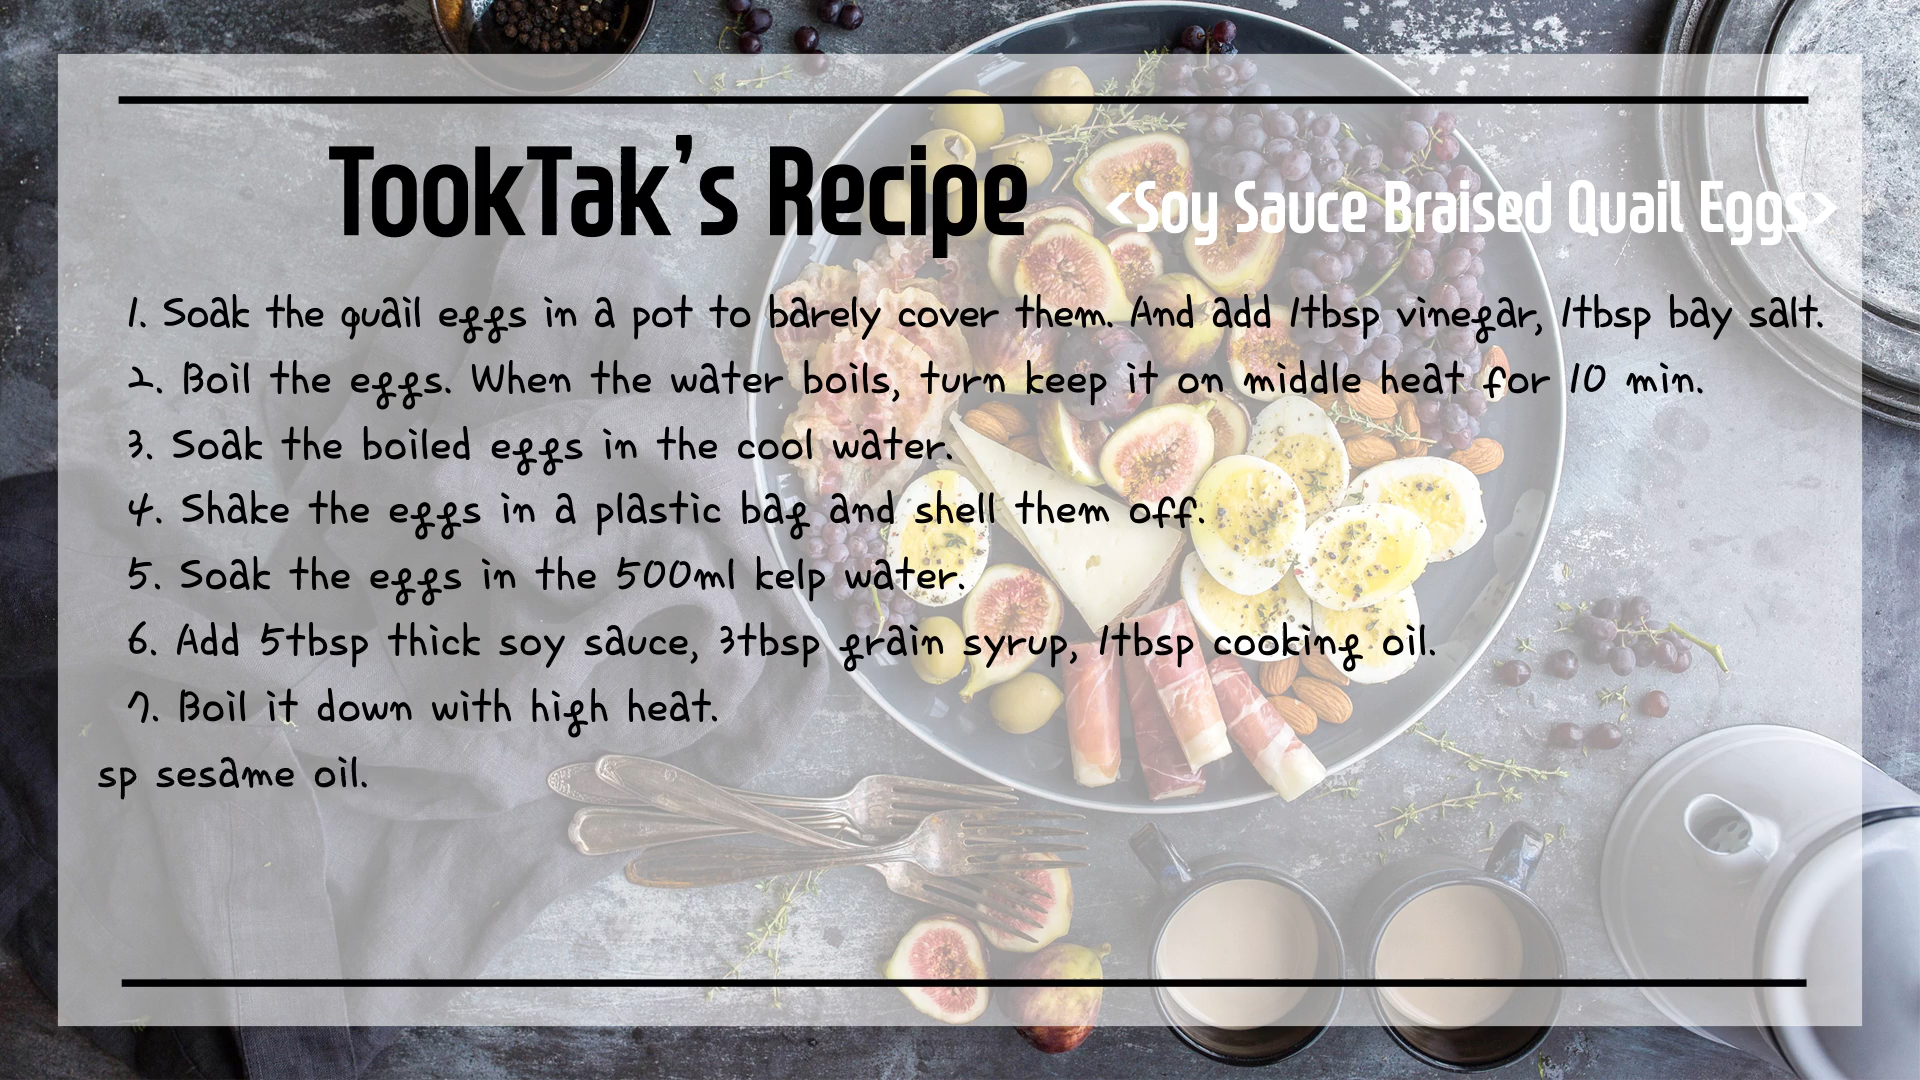 TookTak's Recipe <Soy Sauce Braised Quail Eggs>
1. Soak the quail eggs in a pot to barely cover them. And add 1tbsp vinegar, 1tbsp bay salt.
2. Boil the eggs. When the water boils, turn keep it on middle heat for 10 min.
3. Soak the boiled eggs in the cool water.
4. Shake the eggs in a plastic bag and shell them off.
5. Soak the eggs in the 500ml kelp water.
6. Add 5tbsp thick soy sauce, 3tbsp grain syrup, 1tbsp cooking oil.
7. Boil it down with high heat.
sp sesame oil.